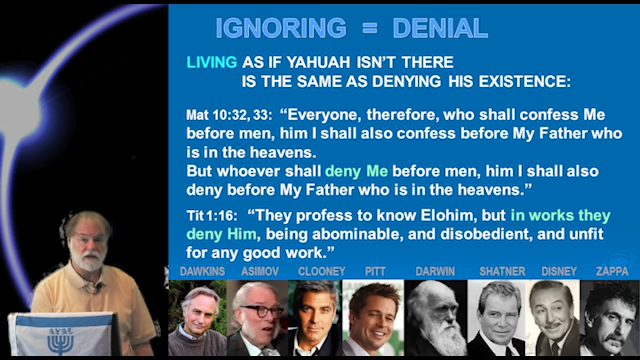 IGNORING = DENIAL
LIVING AS IF YAHUAH ISN'T THERE
IS THE SAME AS DENYING HIS EXISTENCE:
Mat 10:32, 33: “Everyone, therefore, who shall confess Me
before men, him I shall also confess before My Father who
is in the heavens.
But whoever shall deny Me before men, him I shall also
deny before My Father who is in the heavens.”
Tit 1:16: “They profess to know Elohim, but in works they
deny Him, being abominable, and disobedient, and unfit
for any good work.”
DAWKINS ASIMOV CLOONEY PITT DARWIN SHATNER DISNEY ZAPPA